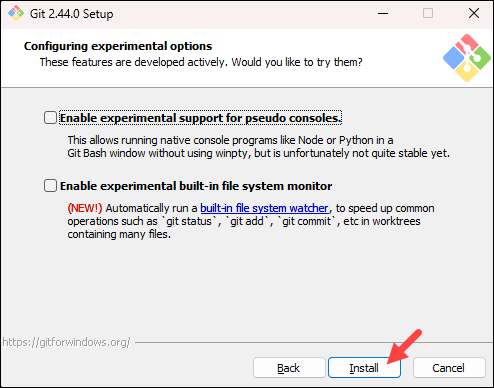 Git 2.44.0 Setup
Configuring experimental options
These features are developed actively. Would you like to try them?
Enable experimental support for pseudo consoles.
This allows running native console programs like Node or Python in a
Git Bash window without using winpty, but is unfortunately not quite stable yet.
Enable experimental built-in file system monitor
(NEW!) Automatically run a built-in file system watcher, to speed up common
operations such as `git status`, `git add`, `git commit`, etc in worktrees
containing many files.
https://gitforwindows.org/
Back Install Cancel